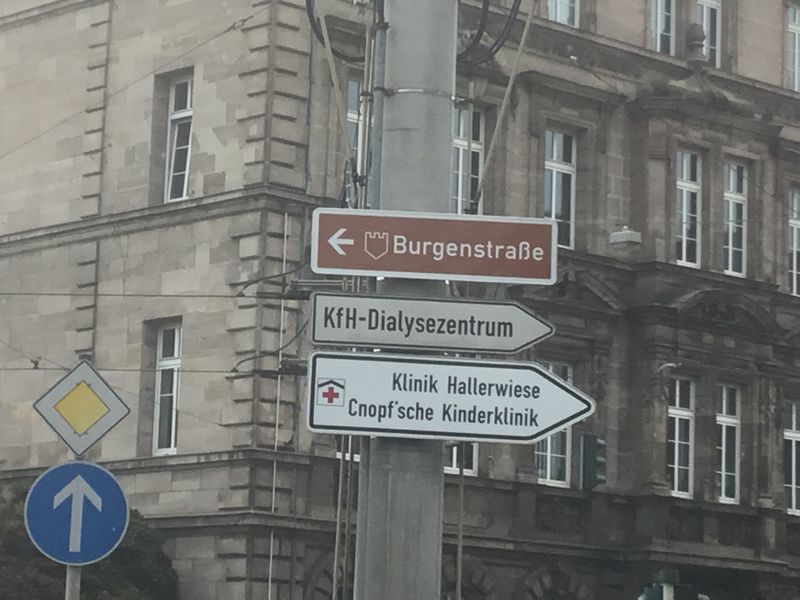 Burgenstraße
KfH-Dialysezentrum
Klinik Hallerwiese
Cnopf'sche Kinderklinik